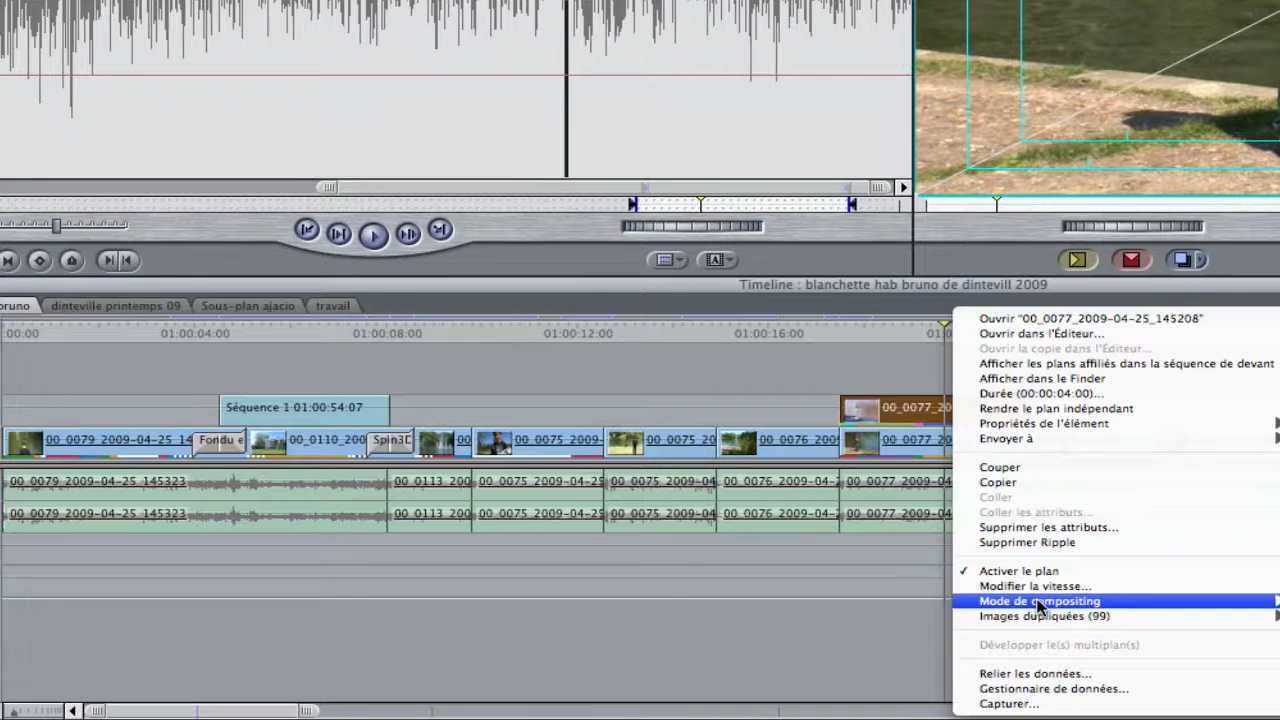 Timeline : blanchette hab bruno de dintevill 2009
bruno
dinteville printemps 09
Sous-plan ajacio
travail
:00:00
01:00:04:00
01:00:08:00
01:00:12:00
01:00:16:00
Séquence 1 01:00:54:07
00_0077_20
00_0079_2009-04-25_14
Fondu e
00_0110_200
Spin3D
00
00_0075_2009
00_0075_20
00_0076_2009
00_0077_20
00_0079_2009-04-25_145323
00_0113_200
00_0075_2009-04-25
00_0075_2009-04
00_0076_2009-04-2
00_0077_2009-04
00_0079_2009-04-25_145323
00_0113_200
00_0075_2009-04-25
00_0075_2009-04
00_0076_2009-04-2
00_0077_2009-04
Ouvrir "00_0077_2009-04-25_145208"
Ouvrir dans l'Éditeur...
Ouvrir la copie dans l'Éditeur...
Afficher les plans affiliés dans la séquence de devant
Afficher dans le Finder
Durée (00:00:04:00)...
Rendre le plan indépendant
Propriétés de l'élément
Envoyer à
Couper
Copier
Coller
Coller les attributs...
Supprimer les attributs...
Supprimer Ripple
✓ Activer le plan
Modifier la vitesse...
Mode de compositing
Images dupliquées (99)
Développer le(s) multiplan(s)
Relier les données...
Gestionnaire de données...
Capturer...